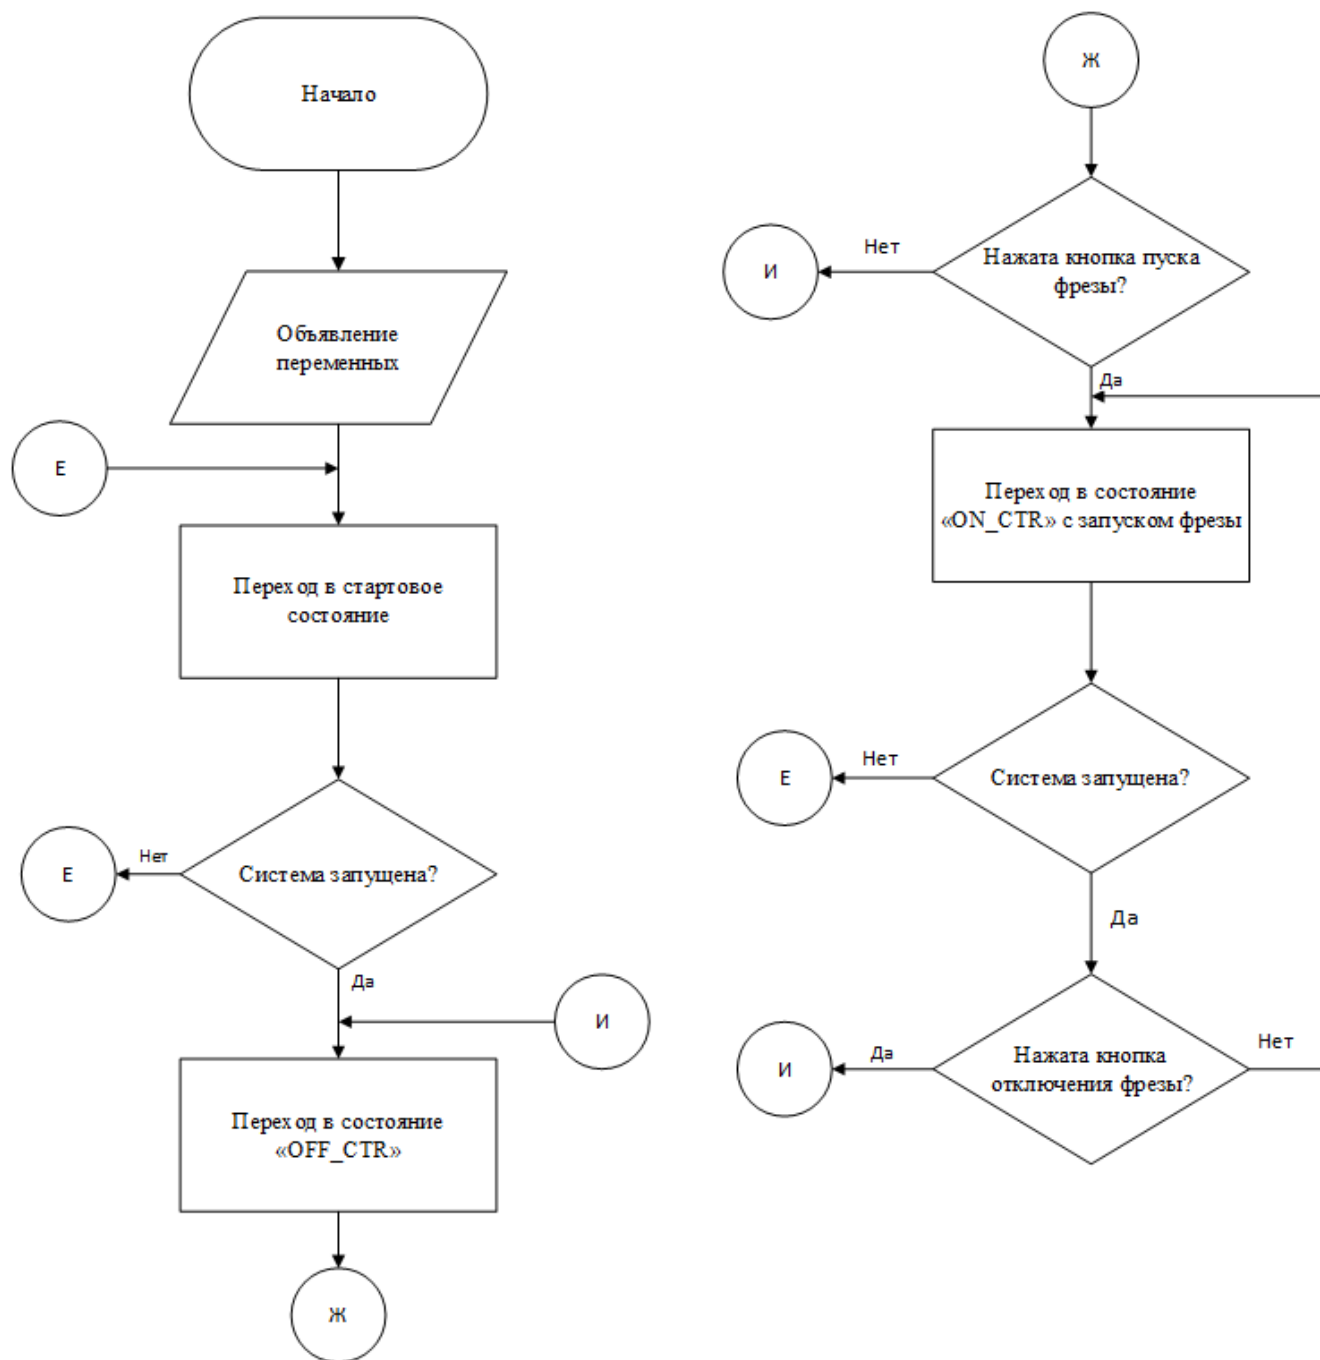 Начало
Объявление
переменных
Е
Переход в стартовое
состояние
Система запущена?
Нет
Е
Да
И
Переход в состояние
«OFF_CTR»
Ж
Ж
Нажата кнопка пуска
фрезы?
Нет
И
Да
Переход в состояние
«ON_CTR» с запуском фрезы
Система запущена?
Нет
Е
Да
Нажата кнопка
отключения фрезы?
Да
И
Нет